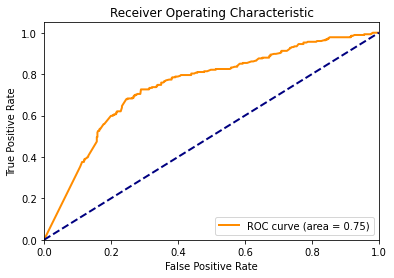 Receiver Operating Characteristic
True Positive Rate
1.0
0.8
0.6
0.4
0.2
0.0
ROC curve (area = 0.75)
0.0 0.2 0.4 0.6 0.8 1.0
False Positive Rate